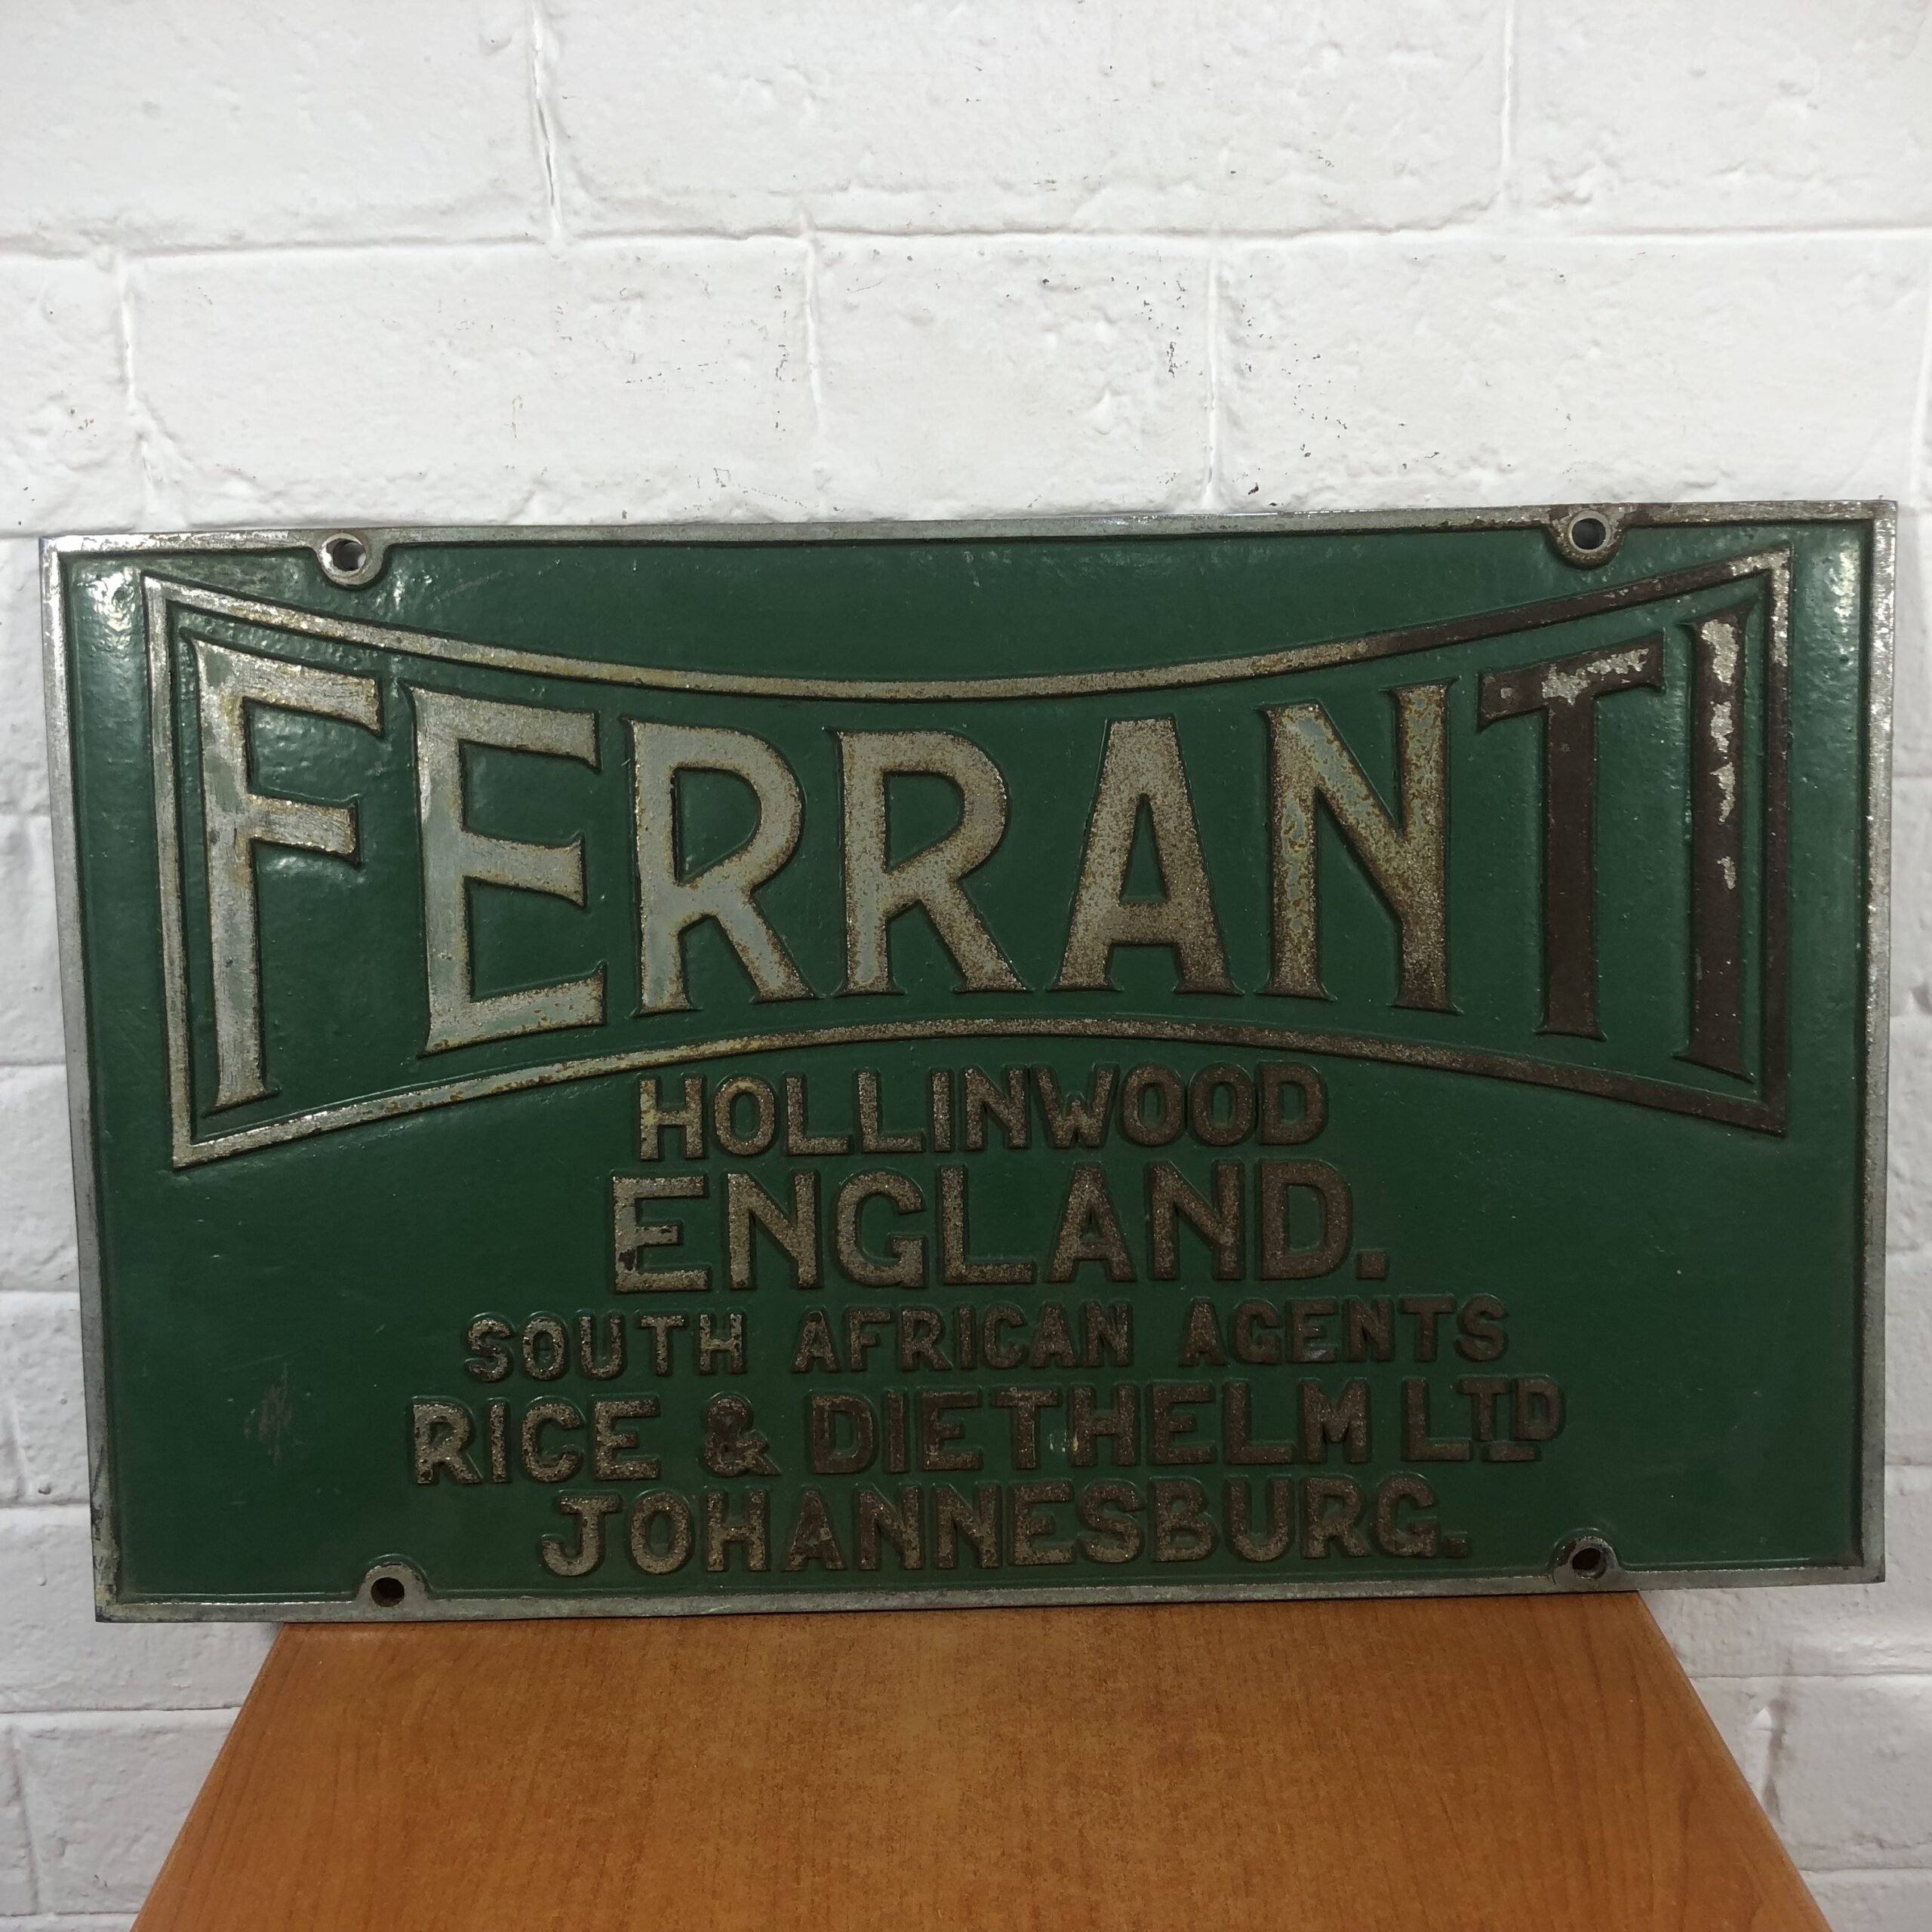 FERRANTI
HOLLINWOOD
ENGLAND.
SOUTH AFRICAN AGENTS
RICE & DIETHELM LTD
JOHANNESBURG.